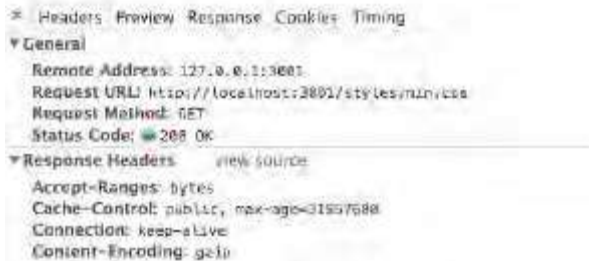 × Headers Preview Response Cookies Timing
▼ General
Remote Address: 127.0.0.1:3001
Request URL: http://localhost:3001/styles/min.css
Request Method: GET
Status Code: 200 OK
▼ Response Headers view source
Accept-Ranges: bytes
Cache-Control: public, max-age=31557600
Connection: keep-alive
Content-Encoding: gzip